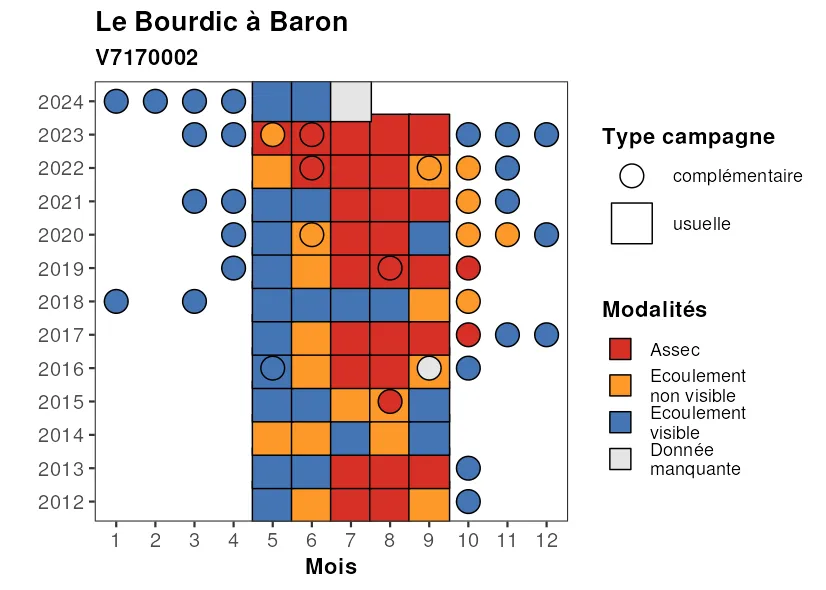 Le Bourdic à Baron
V7170002
2024
2023
2022
2021
2020
2019
2018
2017
2016
2015
2014
2013
2012
1 2 3 4 5 6 7 8 9 10 11 12
Mois
Type campagne
complémentaire
usuelle
Modalités
Assec
Ecoulement
non visible
Ecoulement
visible
Donnée
manquante